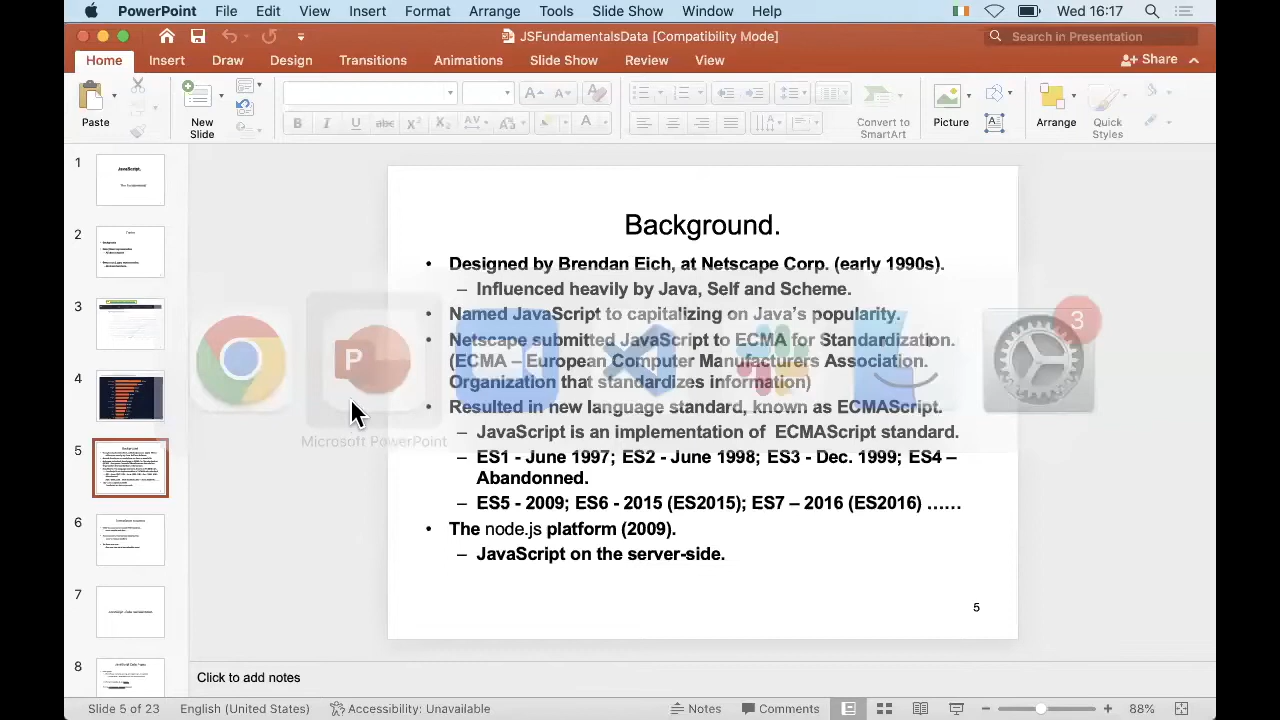 PowerPoint File Edit View Insert Format Arrange Tools Slide Show Window Help Wed 16:17
JSFundamentalsData [Compatibility Mode] Search in Presentation
Home Insert Draw Design Transitions Animations Slide Show Review View Share
Paste New Slide Convert to SmartArt Picture Arrange Quick Styles
1 JavaScript,
The Fundamentals
2
3
4
5
6
7
8
Background.
• Designed by Brendan Eich, at Netscape Corp. (early 1990s).
– Influenced heavily by Java, Self and Scheme.
• Named JavaScript to capitalizing on Java’s popularity.
• Netscape submitted JavaScript to ECMA for Standardization.
(ECMA – European Computer Manufacturers Association.
Organization that standardizes information
• Resulted in new language standard, known as ECMAScript.
– JavaScript is an implementation of ECMAScript standard.
– ES1 - June 1997; ES2 - June 1998; ES3 - Dec. 1999; ES4 –
Abandoned.
– ES5 - 2009; ES6 - 2015 (ES2015); ES7 – 2016 (ES2016) ……
• The node.js platform (2009).
– JavaScript on the server-side.
5
3
Microsoft PowerPoint
Click to add
Slide 5 of 23 English (United States) Accessibility: Unavailable Notes Comments 88%